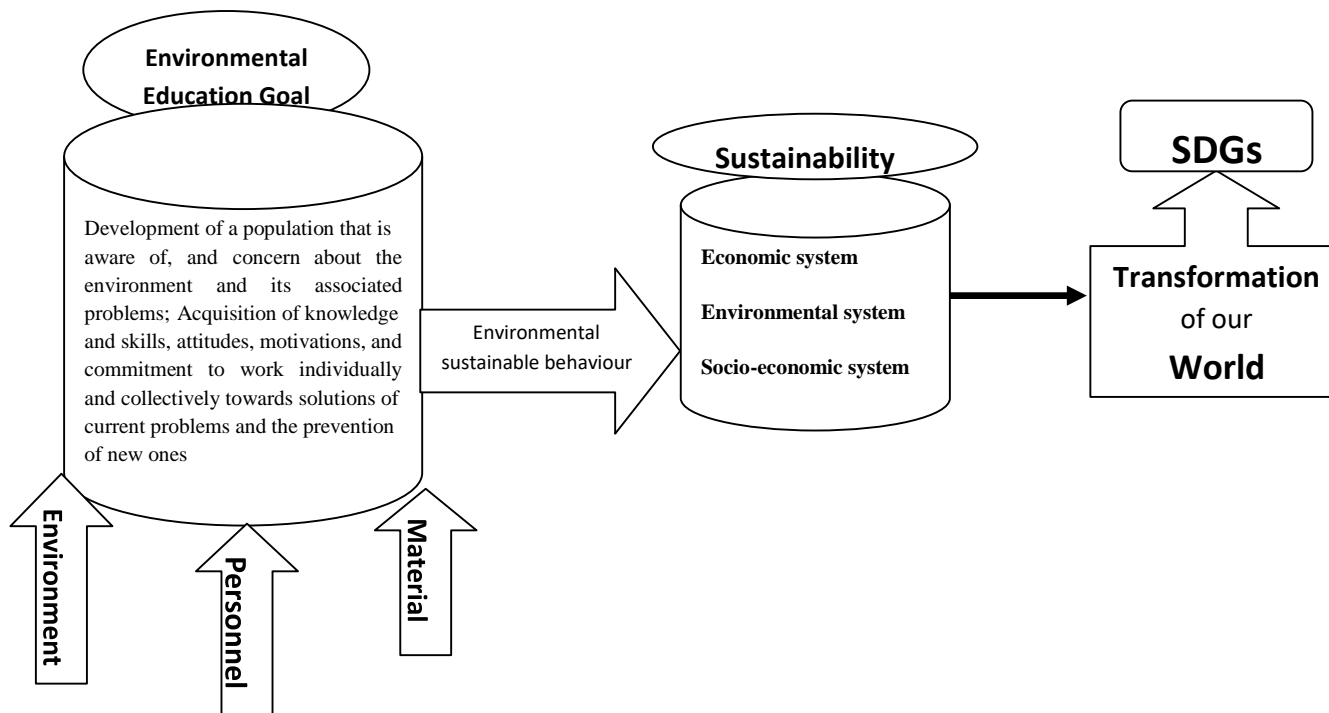 Environmental
Education Goal
Development of a population that is
aware of, and concern about the
environment and its associated
problems; Acquisition of knowledge
and skills, attitudes, motivations, and
commitment to work individually
and collectively towards solutions of
current problems and the prevention
of new ones
Environment
Personnel
Material
Environmental
sustainable behaviour
Sustainability
Economic system
Environmental system
Socio-economic system
SDGs
Transformation
of our
World